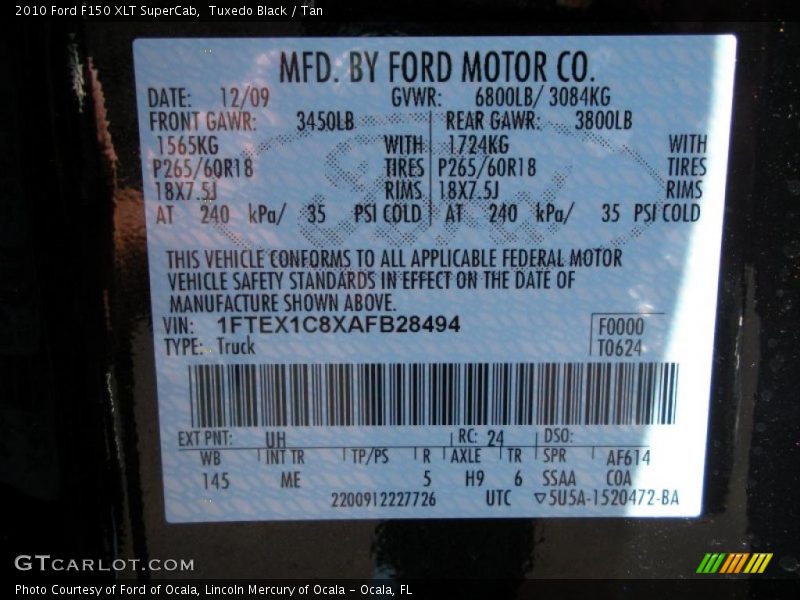 2010 Ford F150 XLT SuperCab,  Tuxedo Black / Tan
MFD. BY FORD MOTOR CO.
DATE: 12/09 GVWR: 6800LB/ 3084KG
FRONT GAWR: 3450LB REAR GAWR: 3800LB
1565KG WITH 1724KG WITH
P265/60R18 TIRES P265/60R18 TIRES
18X7.5J RIMS 18X7.5J RIMS
AT 240 kPa/ 35 PSI COLD AT 240 kPa/ 35 PSI COLD
THIS VEHICLE CONFORMS TO ALL APPLICABLE FEDERAL MOTOR
VEHICLE SAFETY STANDARDS IN EFFECT ON THE DATE OF
MANUFACTURE SHOWN ABOVE.
VIN: 1FTEX1C8XAFB28494 F0000
TYPE: Truck T0624
EXT PNT: UH RC: 24 DSO:
WB INT TR TP/PS R AXLE TR SPR AF614
145 ME 5 H9 6 SSAA COA
2200912227726 UTC ▽5U5A-1520472-BA
GTCARLOT.COM
Photo Courtesy of Ford of Ocala, Lincoln Mercury of Ocala - Ocala, FL